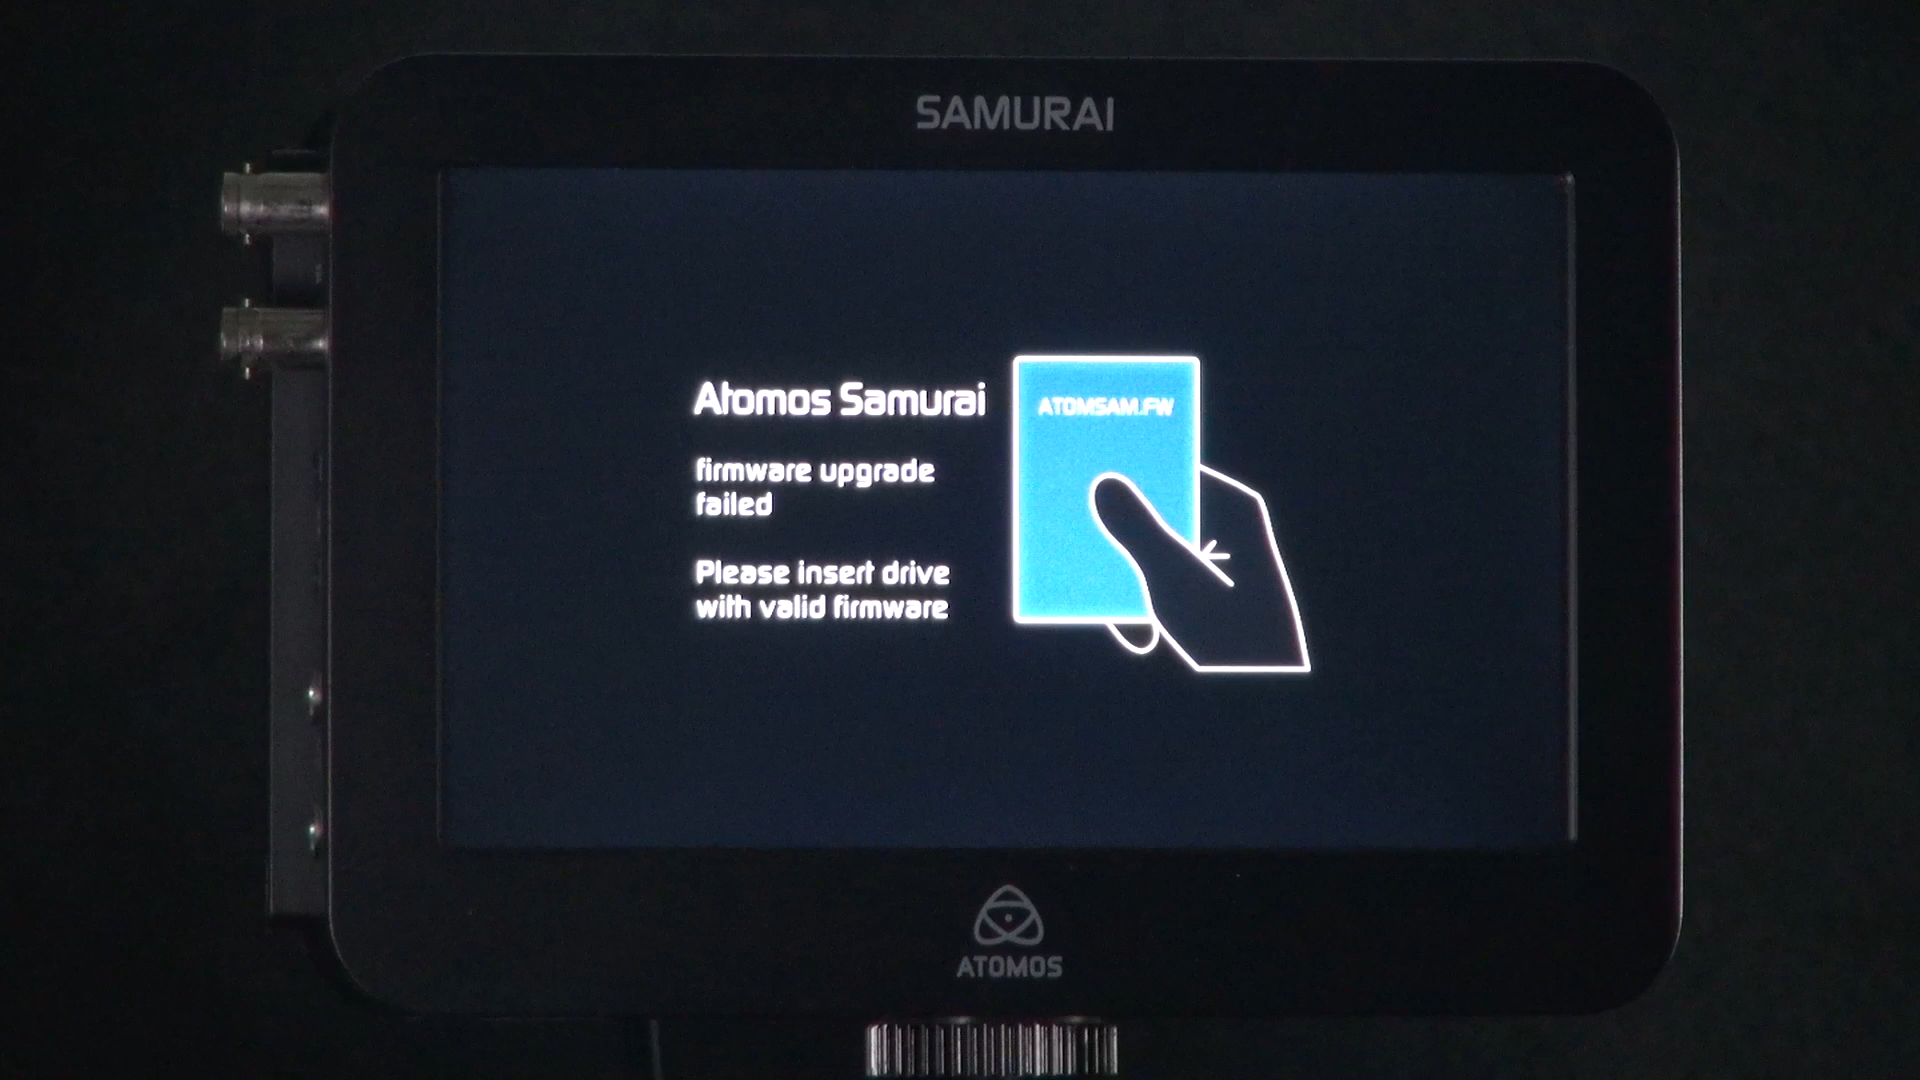 SAMURAI
Atomos Samurai
firmware upgrade
failed
Please insert drive
with valid firmware
ATOMSAM.FW
ATOMOS